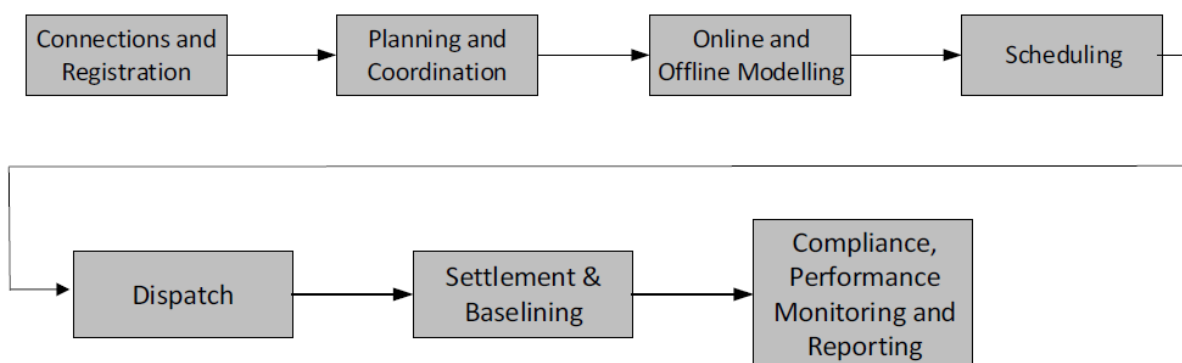 Connections and
Registration
Planning and
Coordination
Online and
Offline Modelling
Scheduling
Dispatch
Settlement &
Baselining
Compliance,
Performance
Monitoring and
Reporting